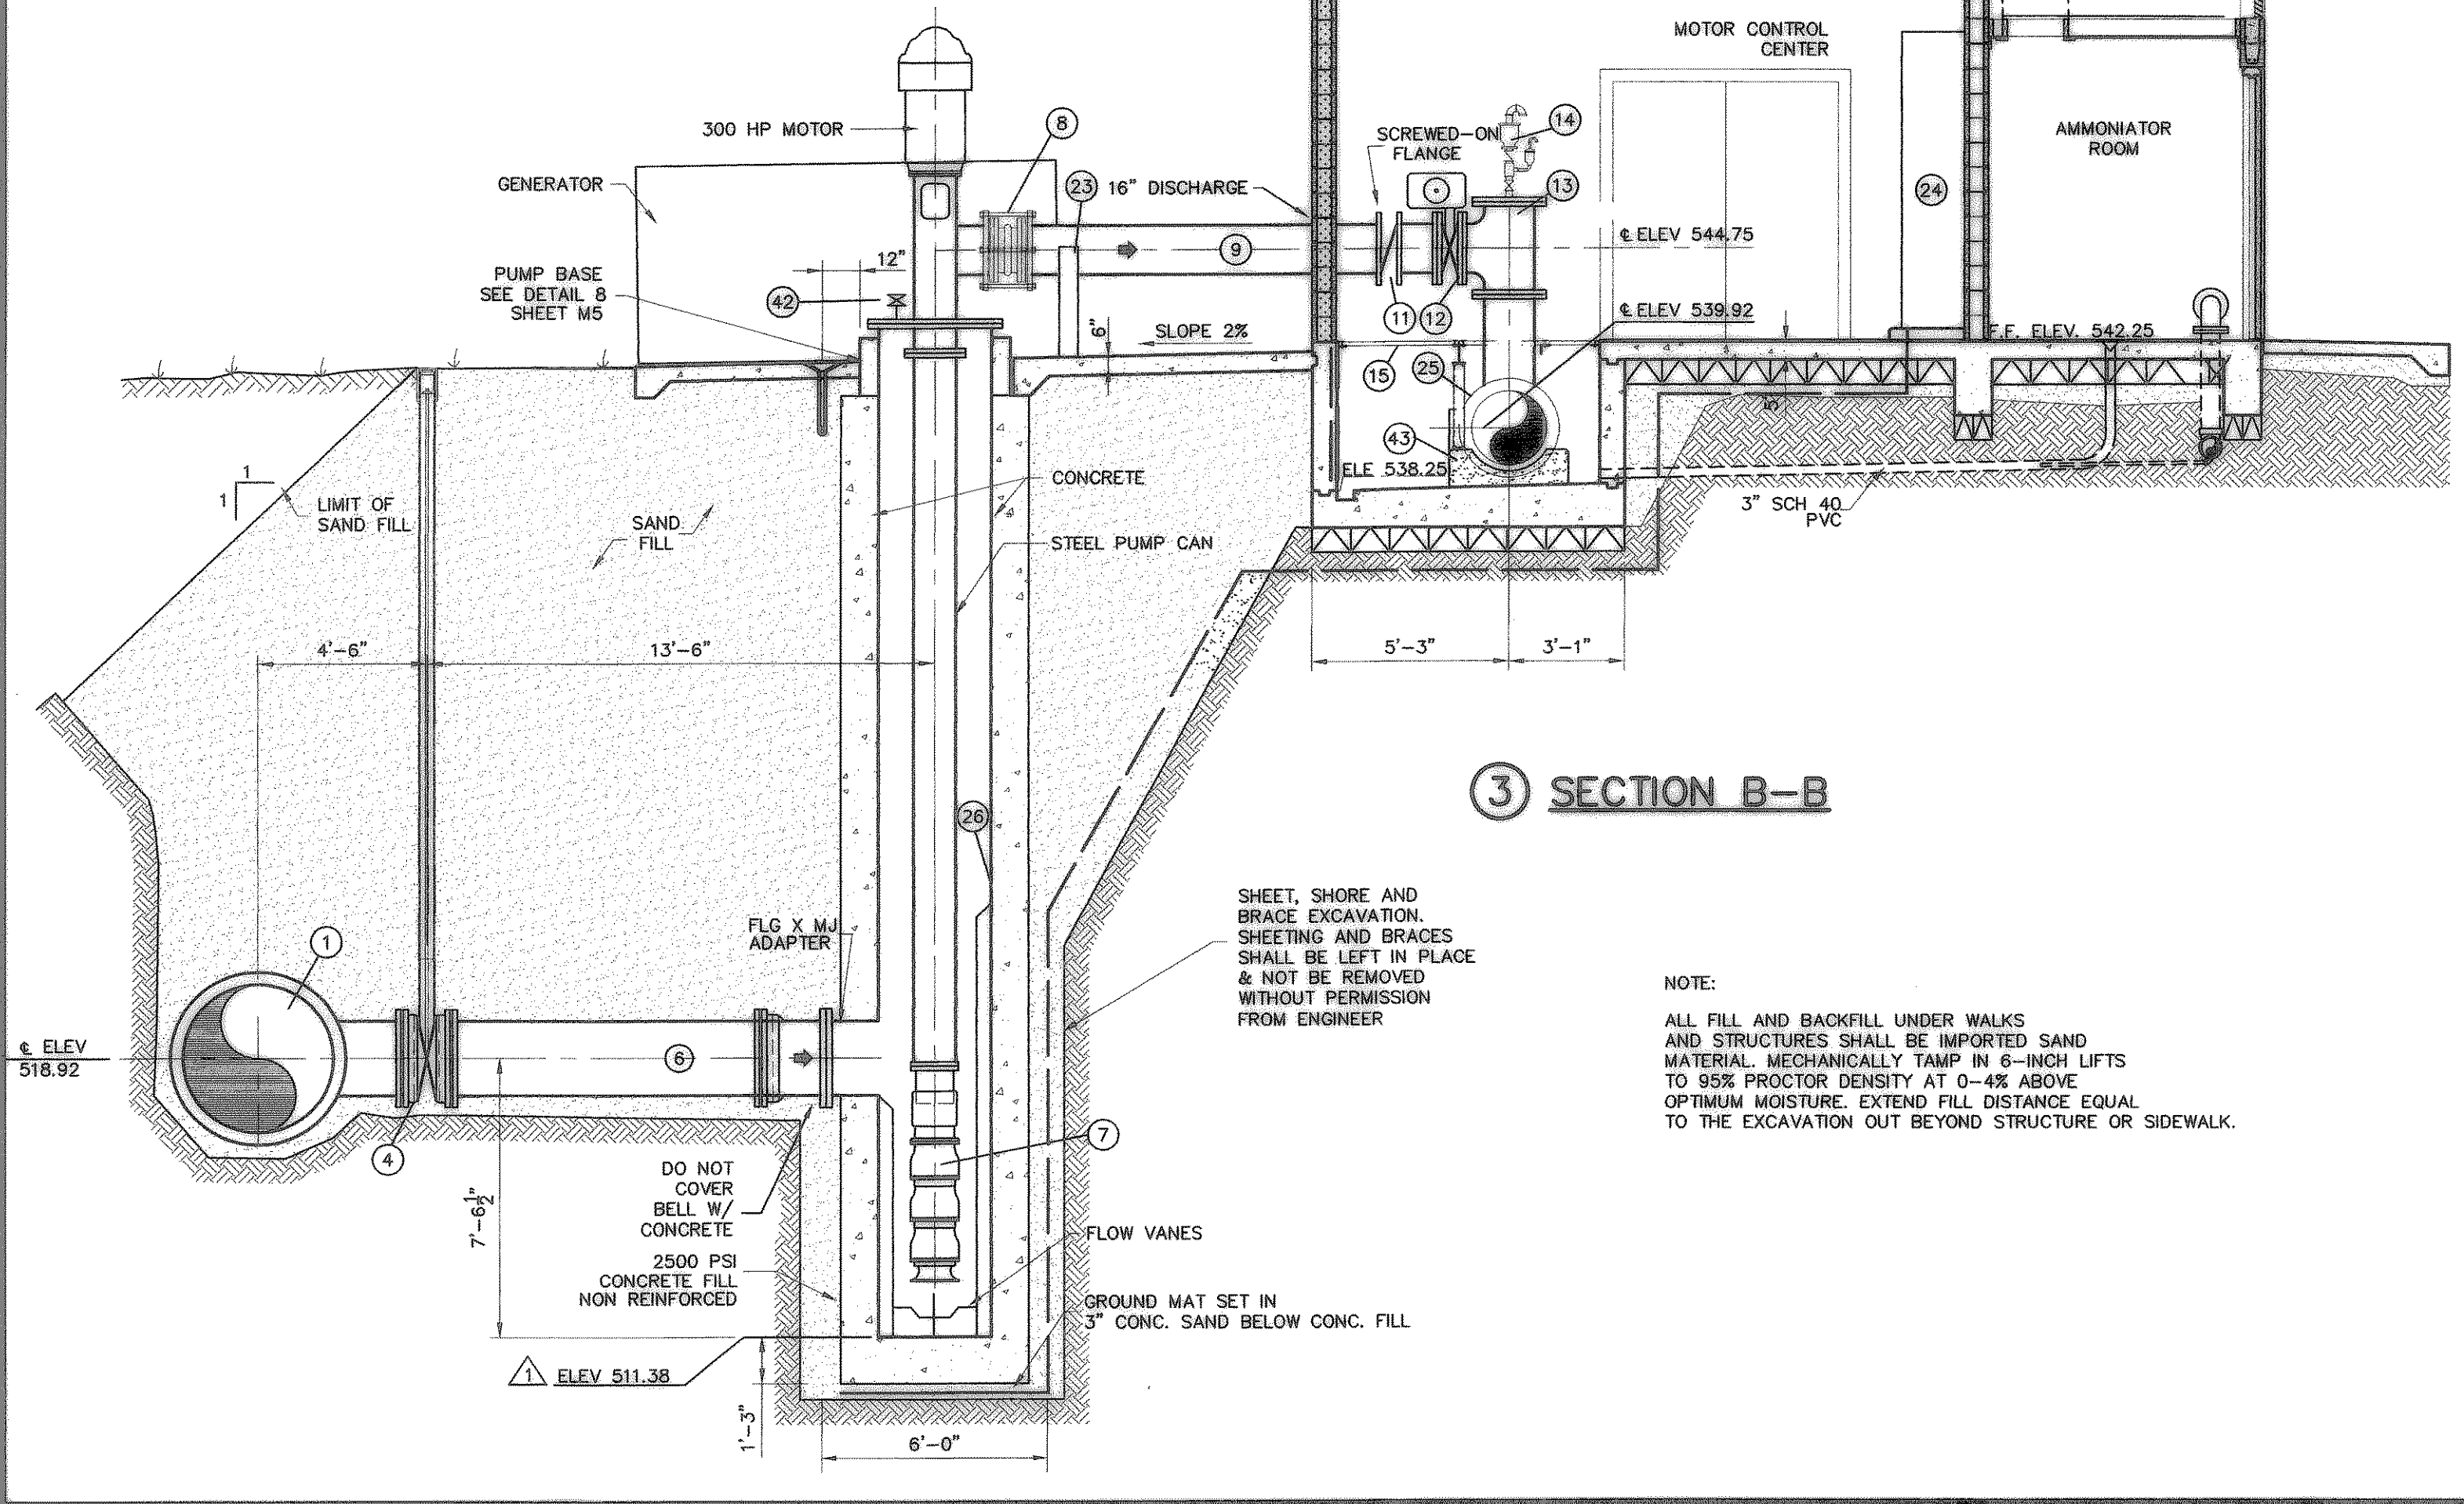 MOTOR CONTROL
CENTER
300 HP MOTOR
8
SCREWED-ON
FLANGE
14
AMMONIATOR
ROOM
GENERATOR
23
16" DISCHARGE
13
24
9
℄ ELEV 544.75
12"
PUMP BASE
SEE DETAIL 8
SHEET M5
42
11
12
℄ ELEV 539.92
6"
SLOPE 2%
F.F. ELEV. 542.25
15
25
5"
43
ELE 538.25
1
1
LIMIT OF
SAND FILL
SAND
FILL
CONCRETE
STEEL PUMP CAN
3" SCH 40
PVC
4'-6"
13'-6"
5'-3"
3'-1"
3 SECTION B-B
26
SHEET, SHORE AND
BRACE EXCAVATION.
SHEETING AND BRACES
SHALL BE LEFT IN PLACE
& NOT BE REMOVED
WITHOUT PERMISSION
FROM ENGINEER
FLG X MJ
ADAPTER
1
℄ ELEV
518.92
6
NOTE:
ALL FILL AND BACKFILL UNDER WALKS
AND STRUCTURES SHALL BE IMPORTED SAND
MATERIAL. MECHANICALLY TAMP IN 6-INCH LIFTS
TO 95% PROCTOR DENSITY AT 0-4% ABOVE
OPTIMUM MOISTURE. EXTEND FILL DISTANCE EQUAL
TO THE EXCAVATION OUT BEYOND STRUCTURE OR SIDEWALK.
4
7
7'-6½"
DO NOT
COVER
BELL W/
CONCRETE
2500 PSI
CONCRETE FILL
NON REINFORCED
FLOW VANES
GROUND MAT SET IN
3" CONC. SAND BELOW CONC. FILL
1 ELEV 511.38
1'-3"
6'-0"